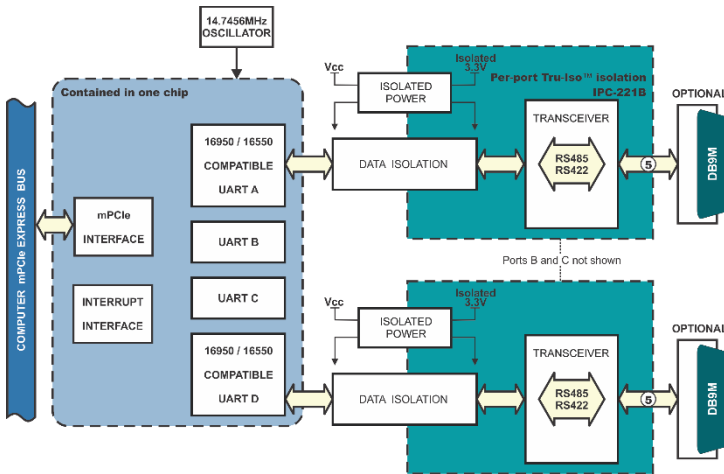 14.7456MHz
OSCILLATOR
Contained in one chip
COMPUTER mPCIe EXPRESS BUS
mPCIe
INTERFACE
INTERRUPT
INTERFACE
16950 / 16550
COMPATIBLE
UART A
UART B
UART C
16950 / 16550
COMPATIBLE
UART D
Vcc
Isolated
3.3V
ISOLATED
POWER
DATA ISOLATION
Per-port Tru-Iso™ isolation
IPC-221B
TRANSCEIVER
RS485
RS422
5
OPTIONAL
DB9M
Ports B and C not shown
Vcc
Isolated
3.3V
ISOLATED
POWER
DATA ISOLATION
TRANSCEIVER
RS485
RS422
5
OPTIONAL
DB9M